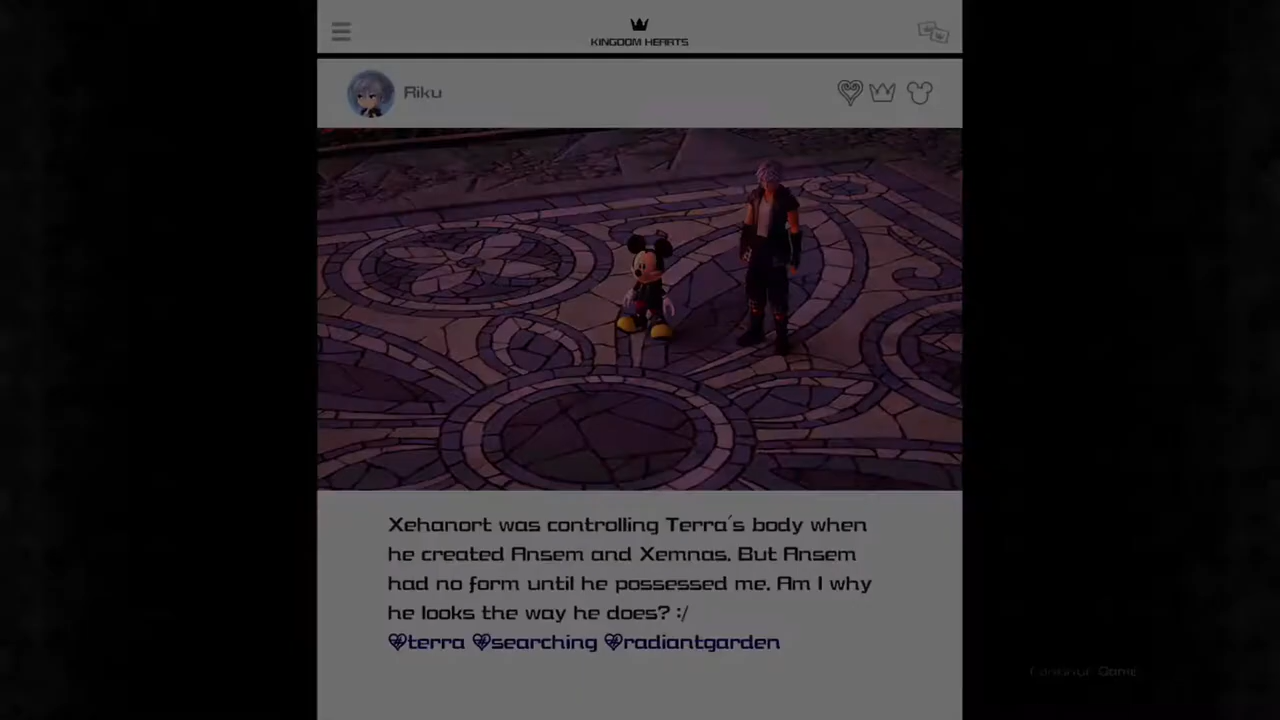 KINGDOM HEARTS
Riku
Xehanort was controlling Terra's body when
he created Ansem and Xemnas. But Ansem
had no form until he possessed me. Am I why
he looks the way he does? :/
terra searching radiantgarden